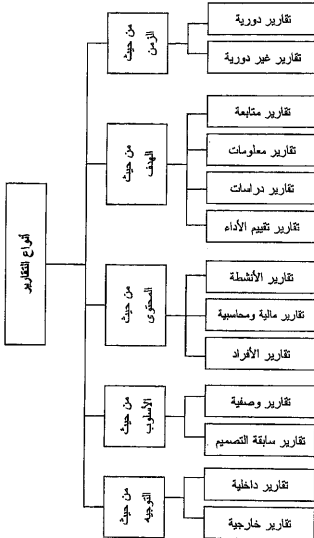 أنواع التقارير
من حيث
الزمن
تقارير دورية
تقارير غير دورية
من حيث
الهدف
تقارير متابعة
تقارير معلومات
تقارير دراسات
تقارير تقييم الأداء
من حيث
المحتوى
تقارير الأنشطة
تقارير مالية ومحاسبية
تقارير الأفراد
من حيث
الأسلوب
تقارير وصفية
تقارير سابقة التصميم
من حيث
التوجيه
تقارير داخلية
تقارير خارجية